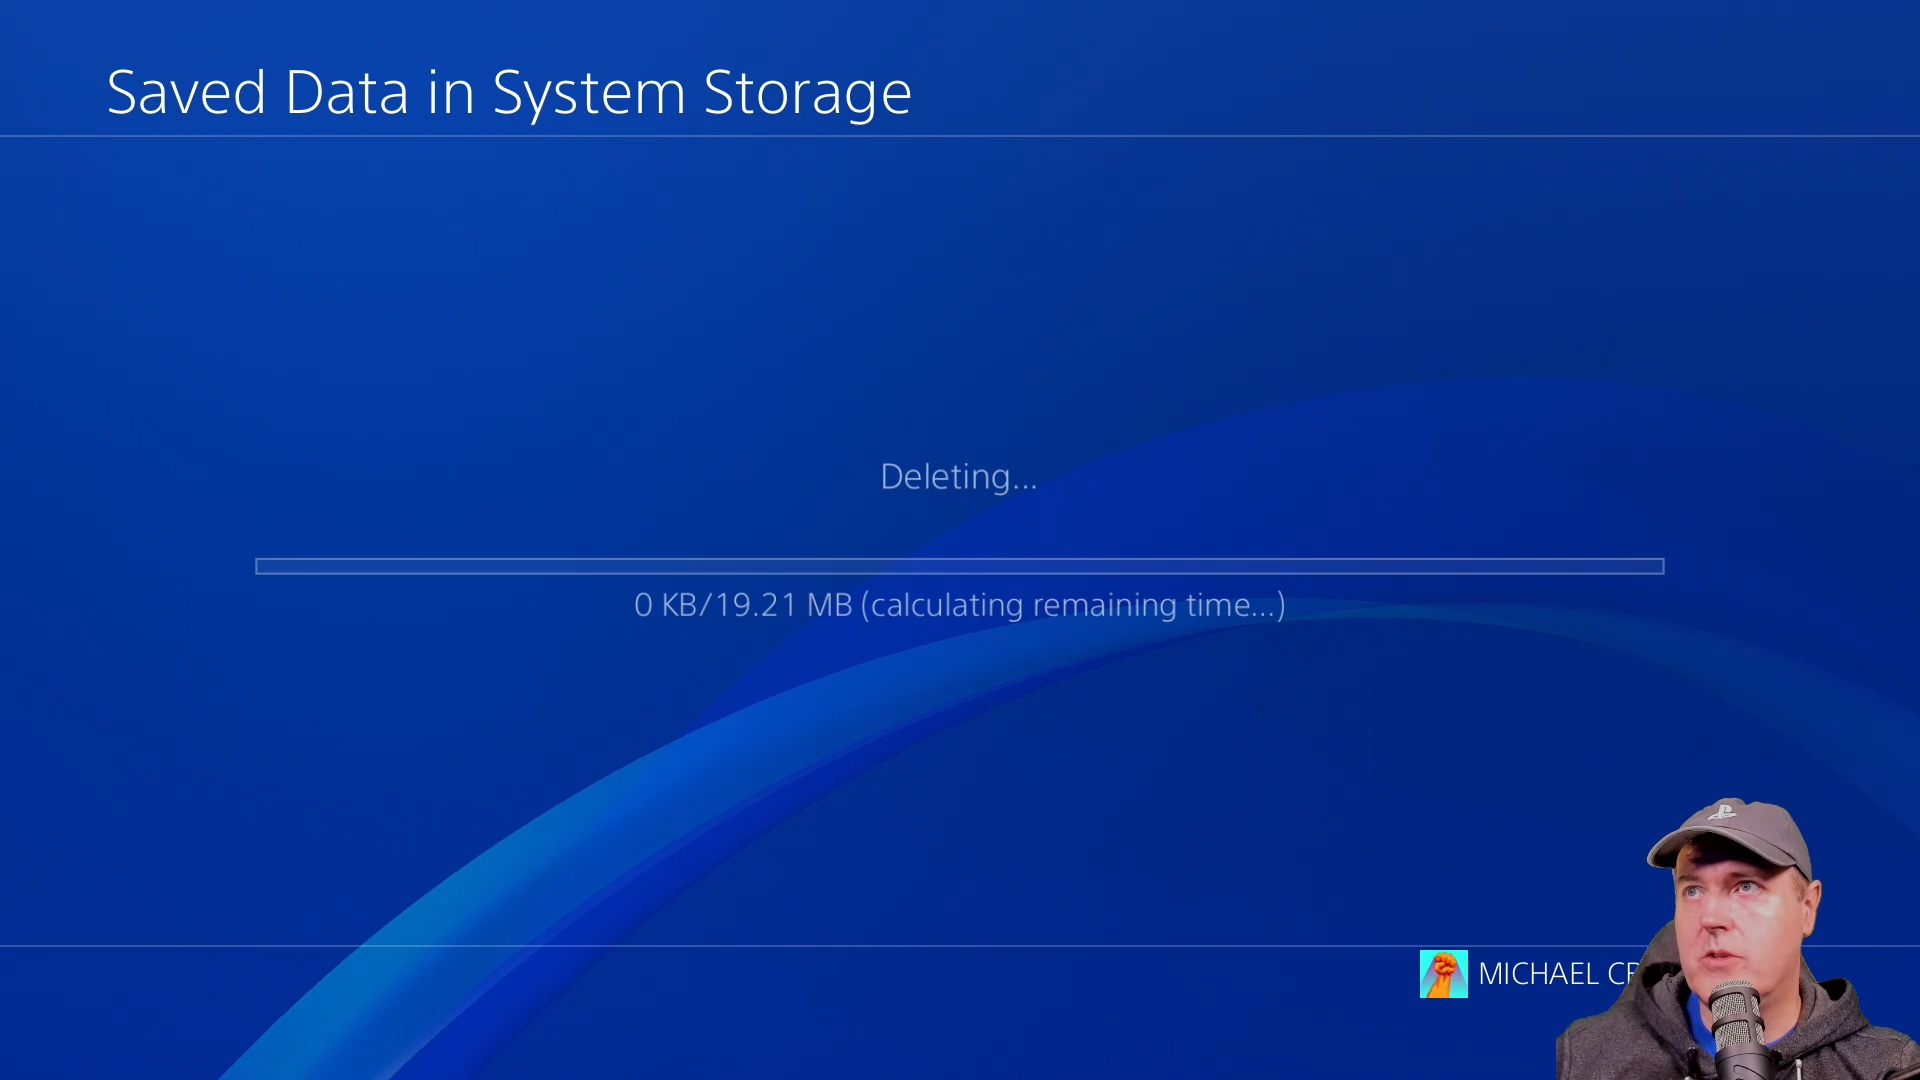 Saved Data in System Storage
Deleting...
0 KB/19.21 MB (calculating remaining time...)
MICHAEL